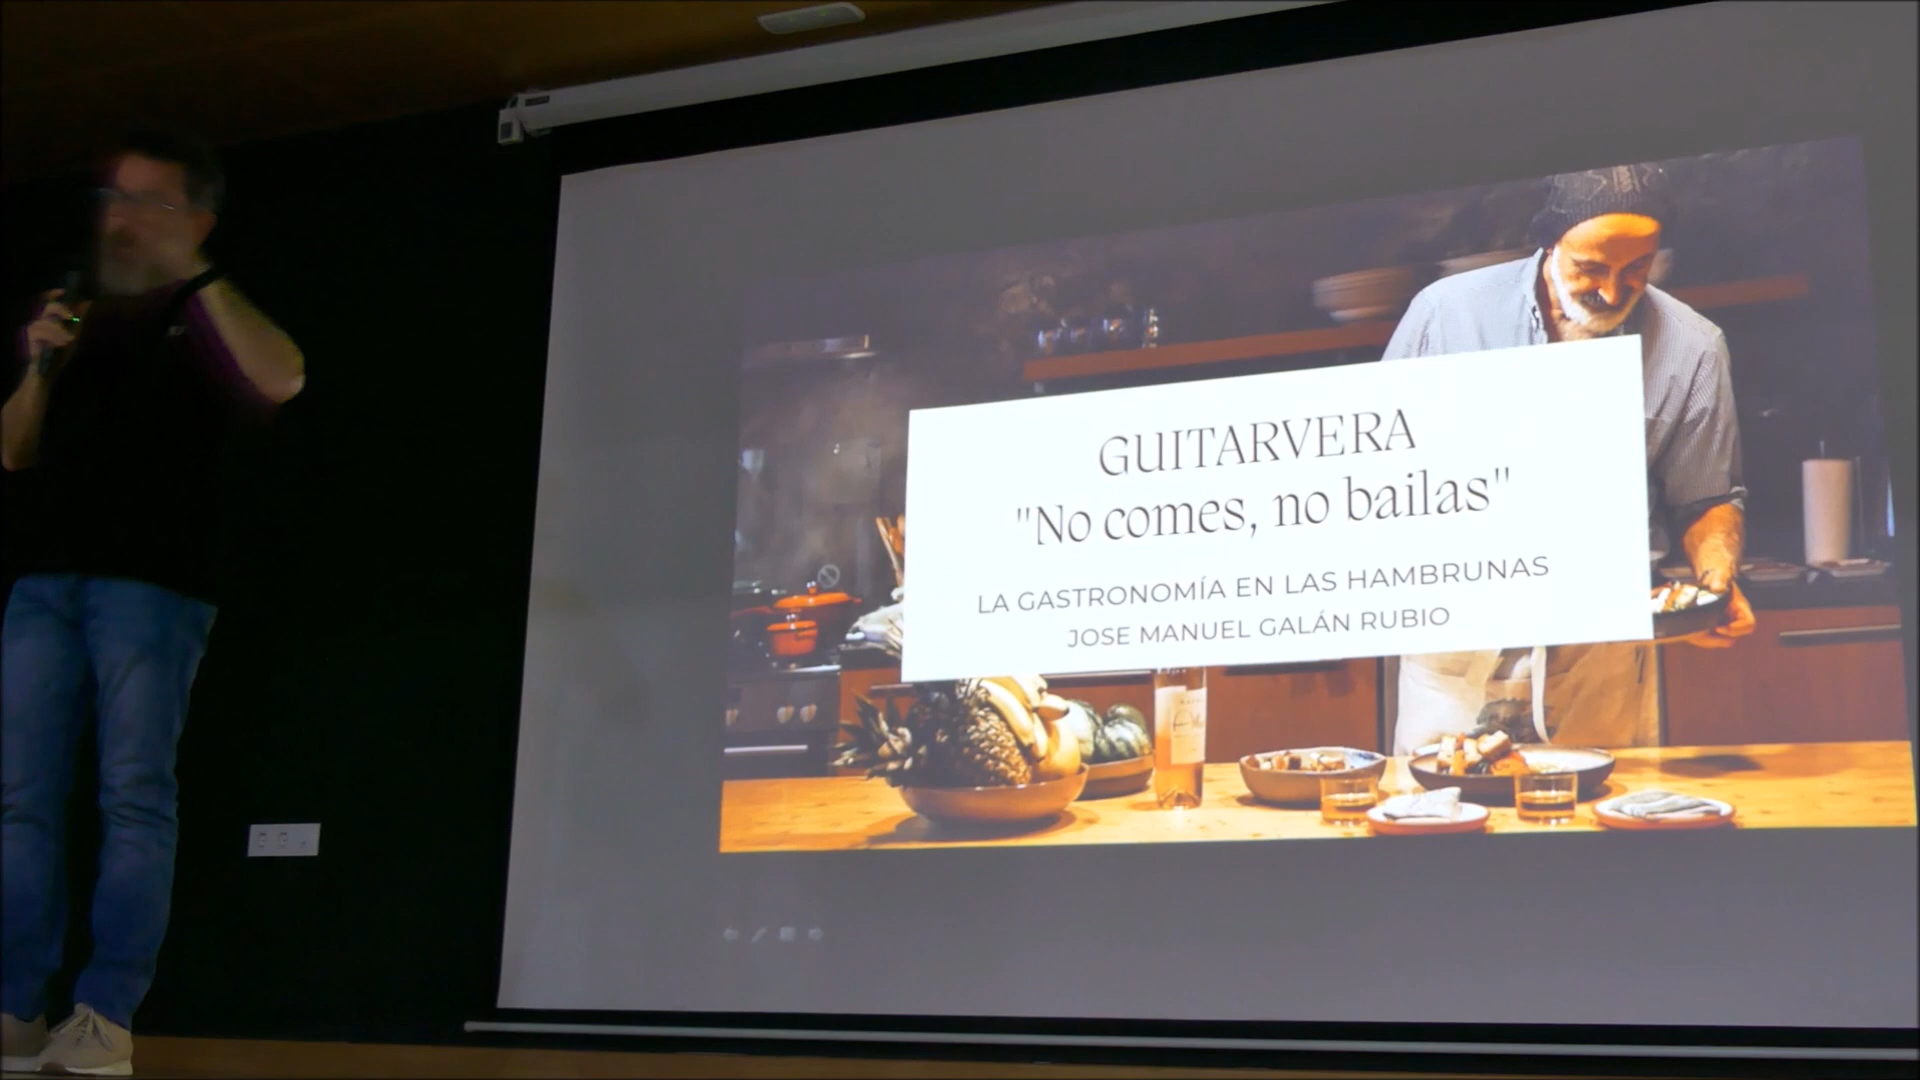 GUITARVERA
"No comes, no bailas"
LA GASTRONOMÍA EN LAS HAMBRUNAS
JOSE MANUEL GALÁN RUBIO